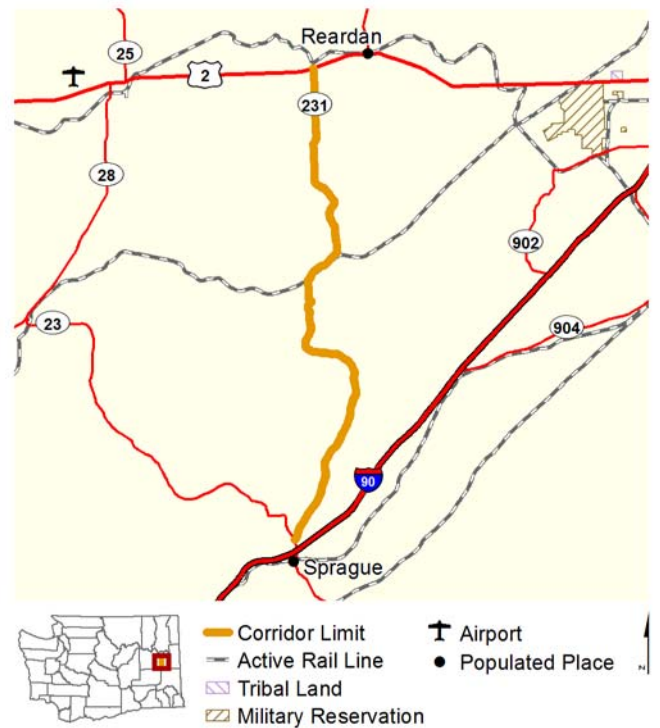 Reardan
25
2
231
28
902
23
904
90
Sprague
Corridor Limit
Active Rail Line
Tribal Land
Military Reservation
Airport
Populated Place
N